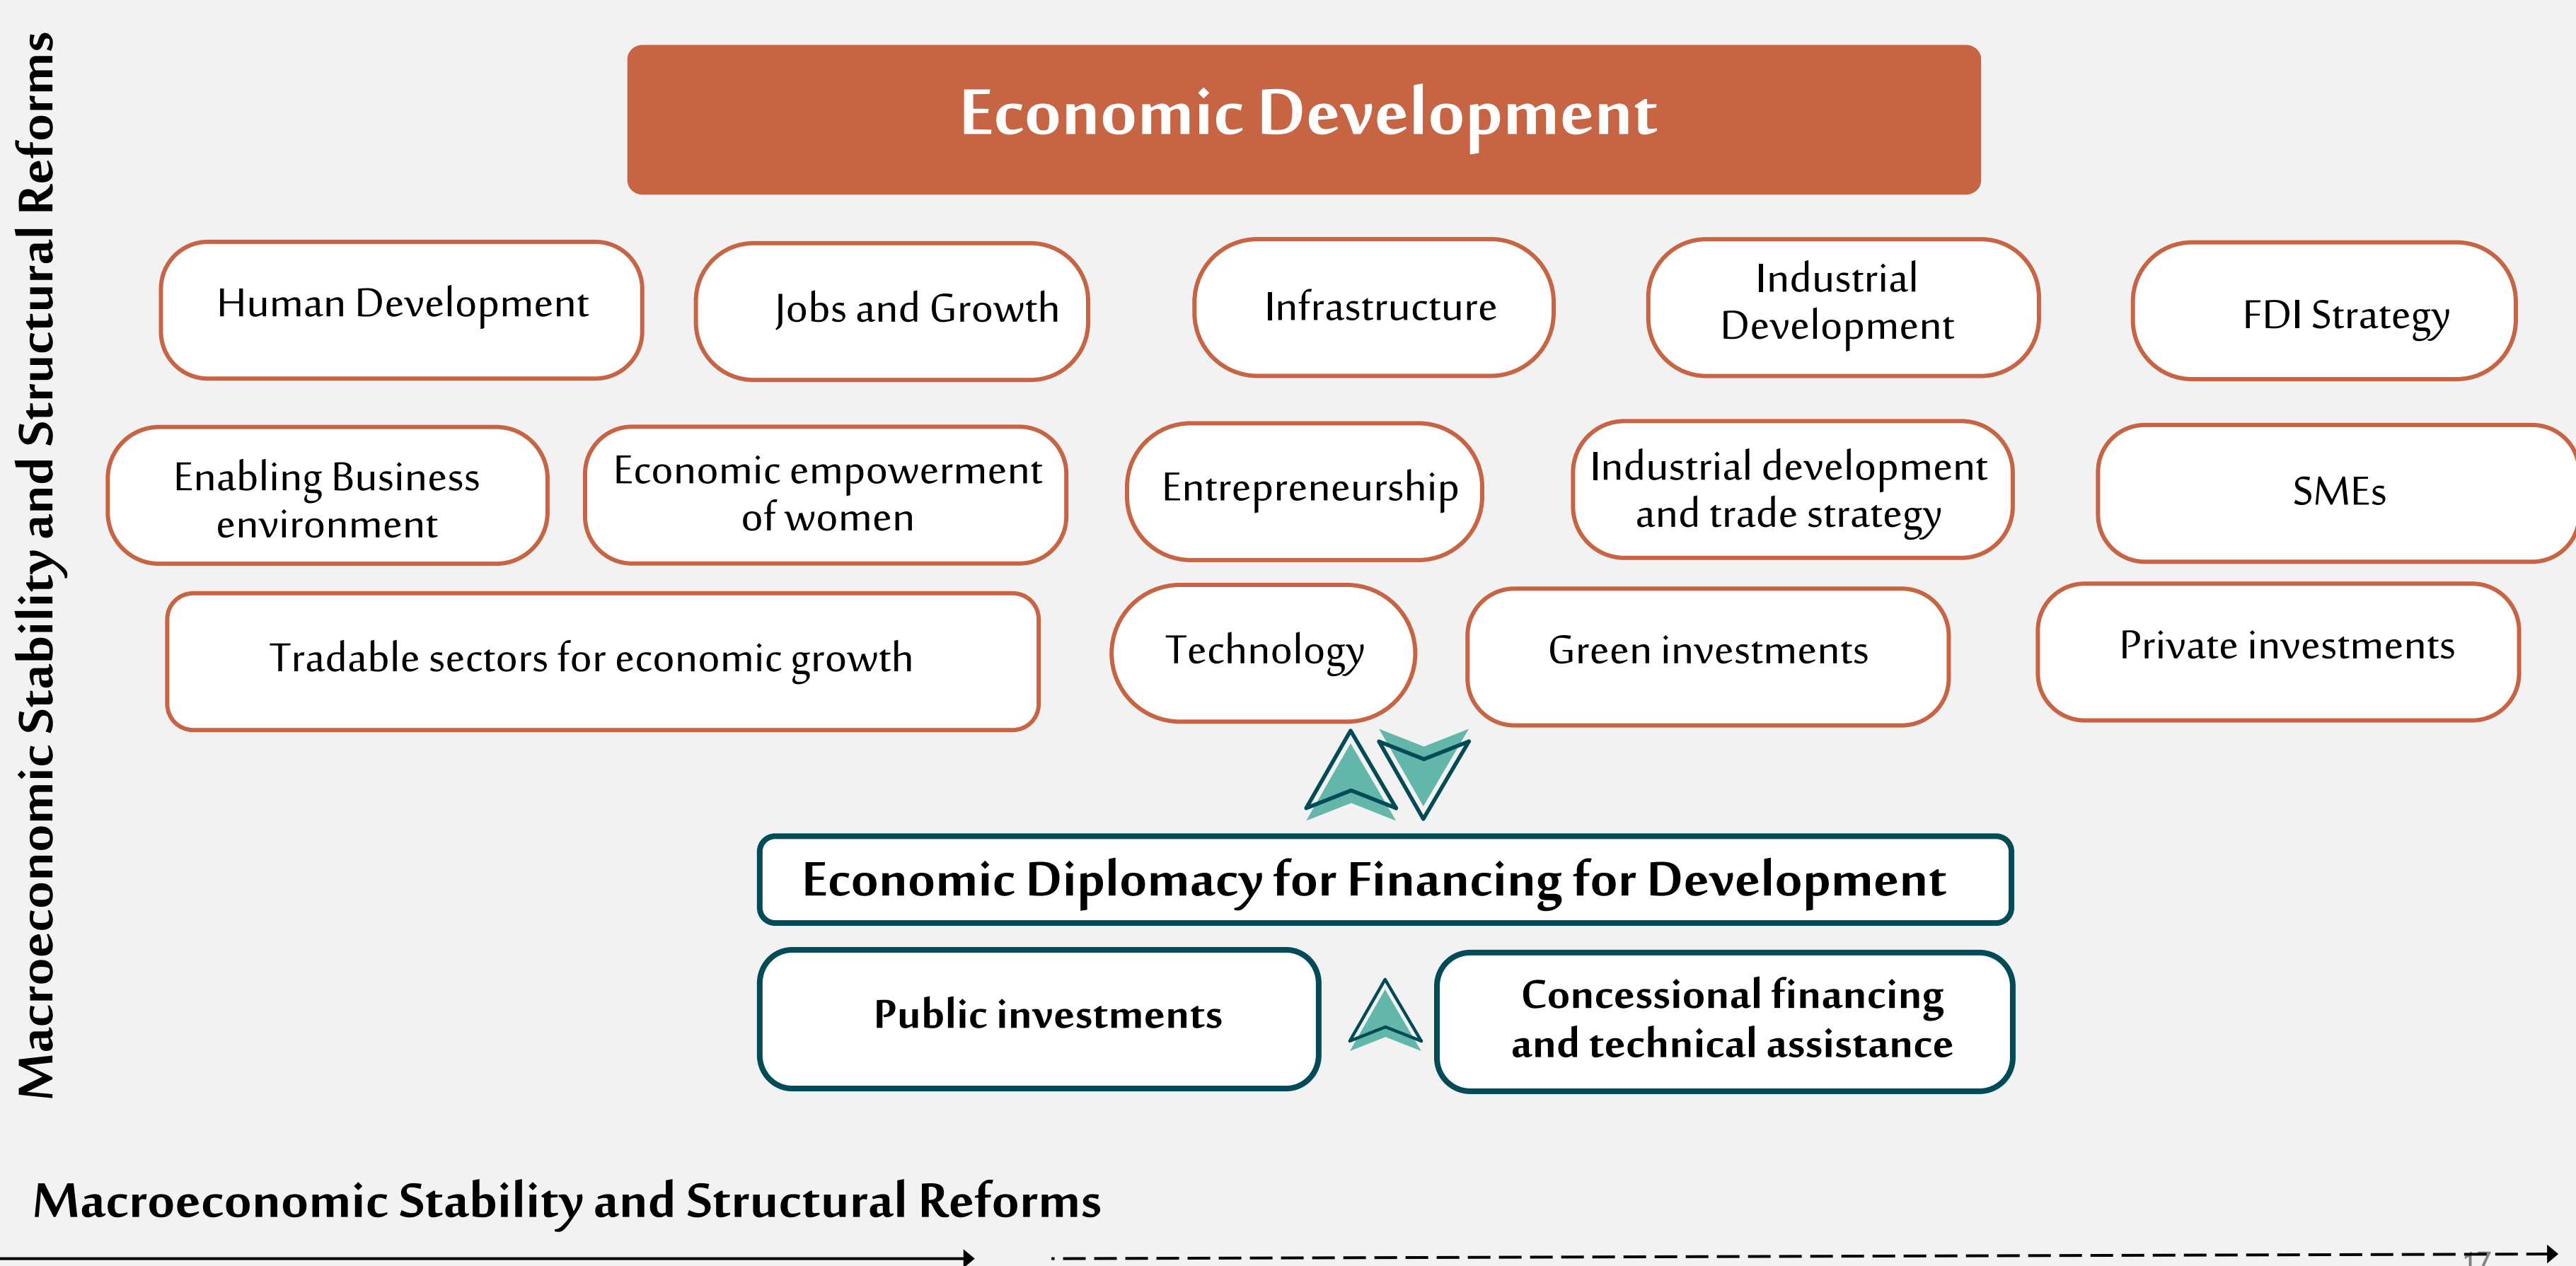 Macroeconomic Stability and Structural Reforms
Economic Development
Human Development
Jobs and Growth
Infrastructure
Industrial
Development
FDI Strategy
Enabling Business
environment
Economic empowerment
of women
Entrepreneurship
Industrial development
and trade strategy
SMEs
Tradable sectors for economic growth
Technology
Green investments
Private investments
Economic Diplomacy for Financing for Development
Public investments
Concessional financing
and technical assistance
Macroeconomic Stability and Structural Reforms
17